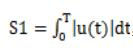 S1 = ∫₀ᵀ|u(t)|dt